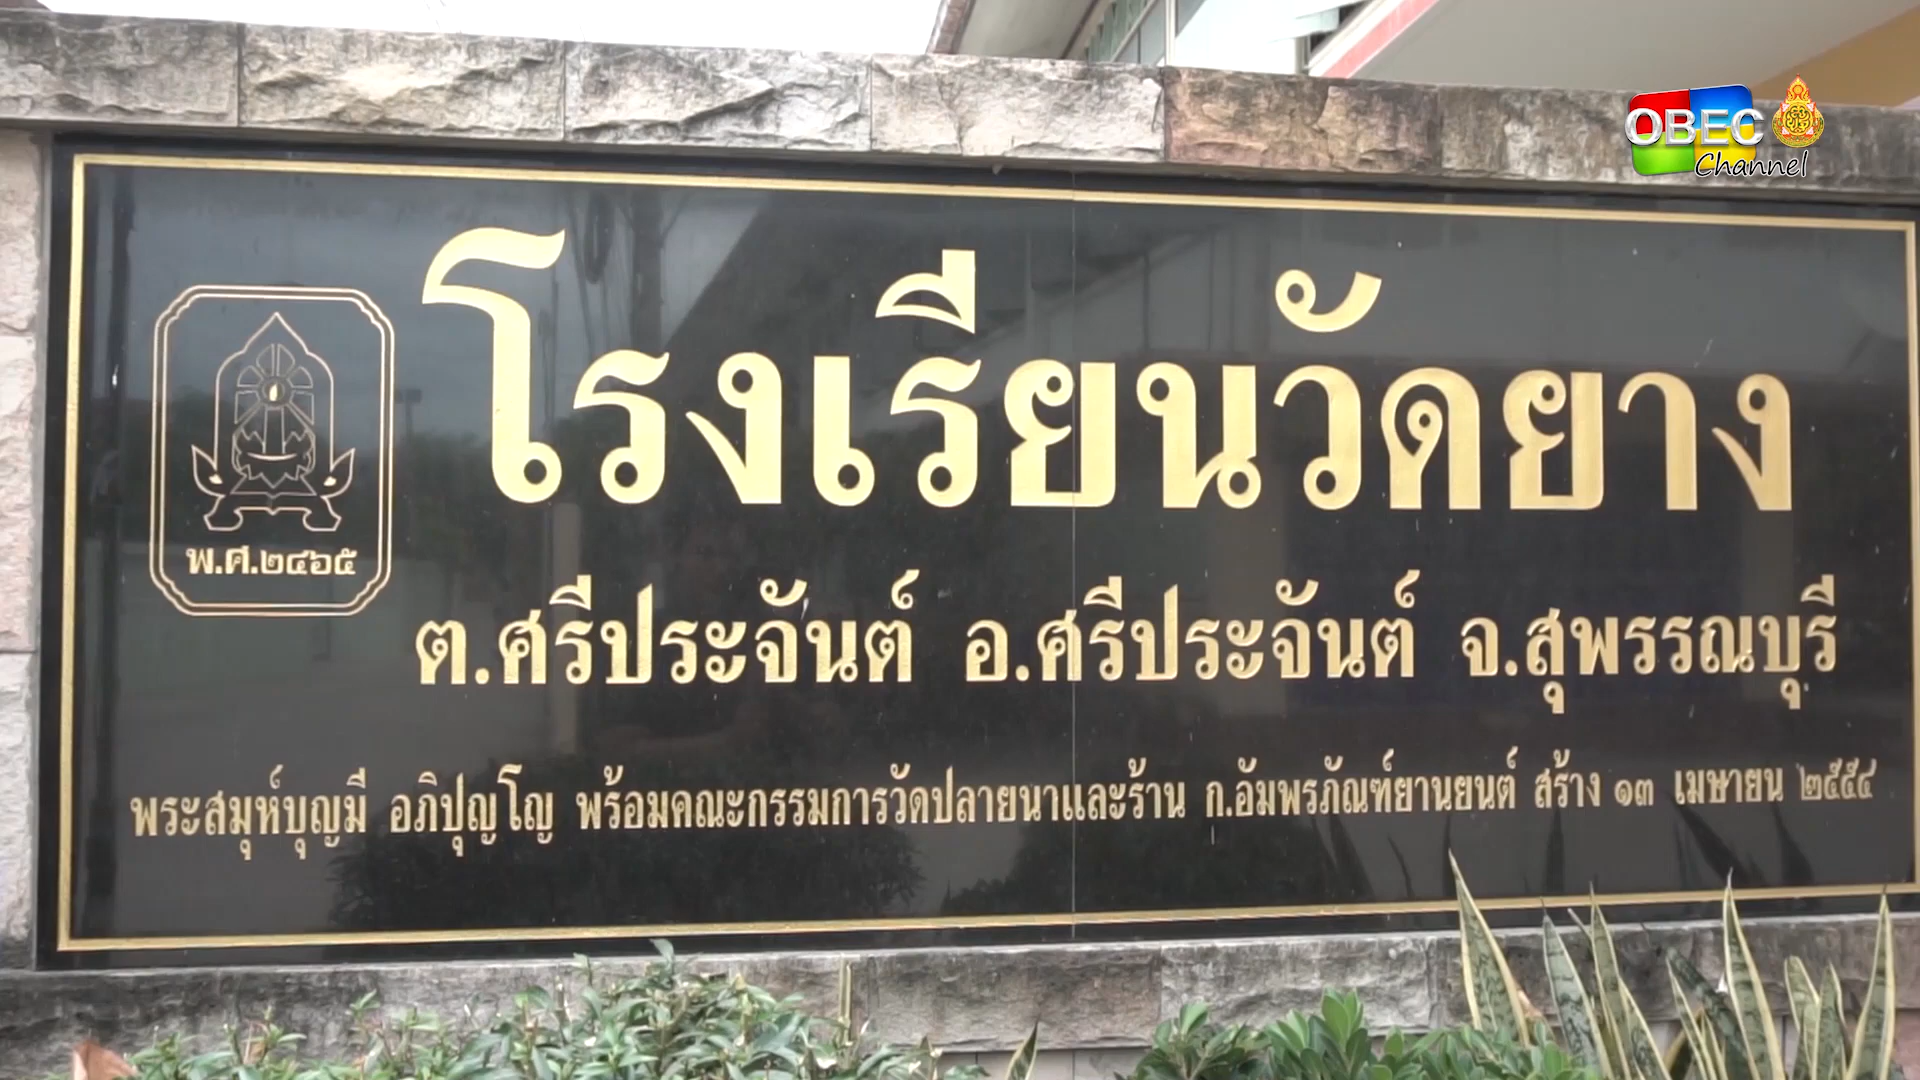 OBEC
Channel
โรงเรียนวัดยาง
พ.ศ.๒๔๖๕
ต.ศรีประจันต์ อ.ศรีประจันต์ จ.สุพรรณบุรี
พระสมุห์บุญมี อภิปุญโญ พร้อมคณะกรรมการวัดปลายนาและร้าน ก.อัมพรภัณฑ์ยานยนต์ สร้าง ๑๓ เมษายน ๒๕๕๔